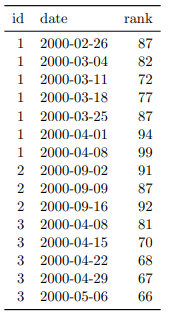 id date rank
1 2000-02-26 87
1 2000-03-04 82
1 2000-03-11 72
1 2000-03-18 77
1 2000-03-25 87
1 2000-04-01 94
1 2000-04-08 99
2 2000-09-02 91
2 2000-09-09 87
2 2000-09-16 92
3 2000-04-08 81
3 2000-04-15 70
3 2000-04-22 68
3 2000-04-29 67
3 2000-05-06 66